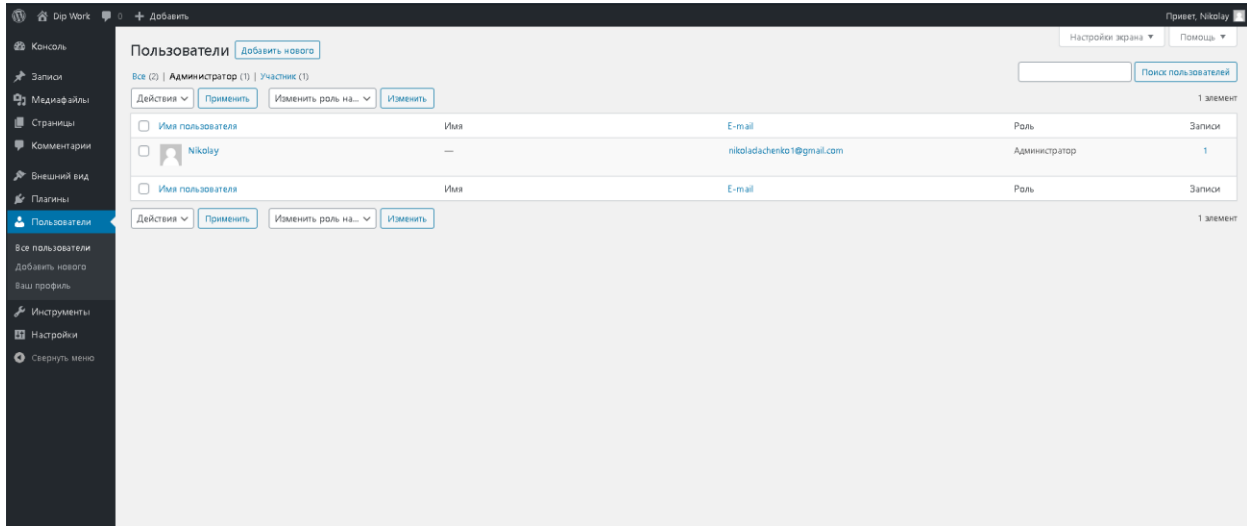 Dip Work 0 + Добавить Привет, Nikolay
Консоль
Записи
Медиафайлы
Страницы
Комментарии
Внешний вид
Плагины
Пользователи
Все пользователи
Добавить нового
Ваш профиль
Инструменты
Настройки
Свернуть меню
Настройки экрана Помощь
Пользователи Добавить нового
Все (2) | Администратор (1) | Участник (1) Поиск пользователей
Действия Применить Изменить роль на... Изменить 1 элемент
Имя пользователя Имя E-mail Роль Записи
Nikolay — nikoladachenko1@gmail.com Администратор 1
Имя пользователя Имя E-mail Роль Записи
Действия Применить Изменить роль на... Изменить 1 элемент